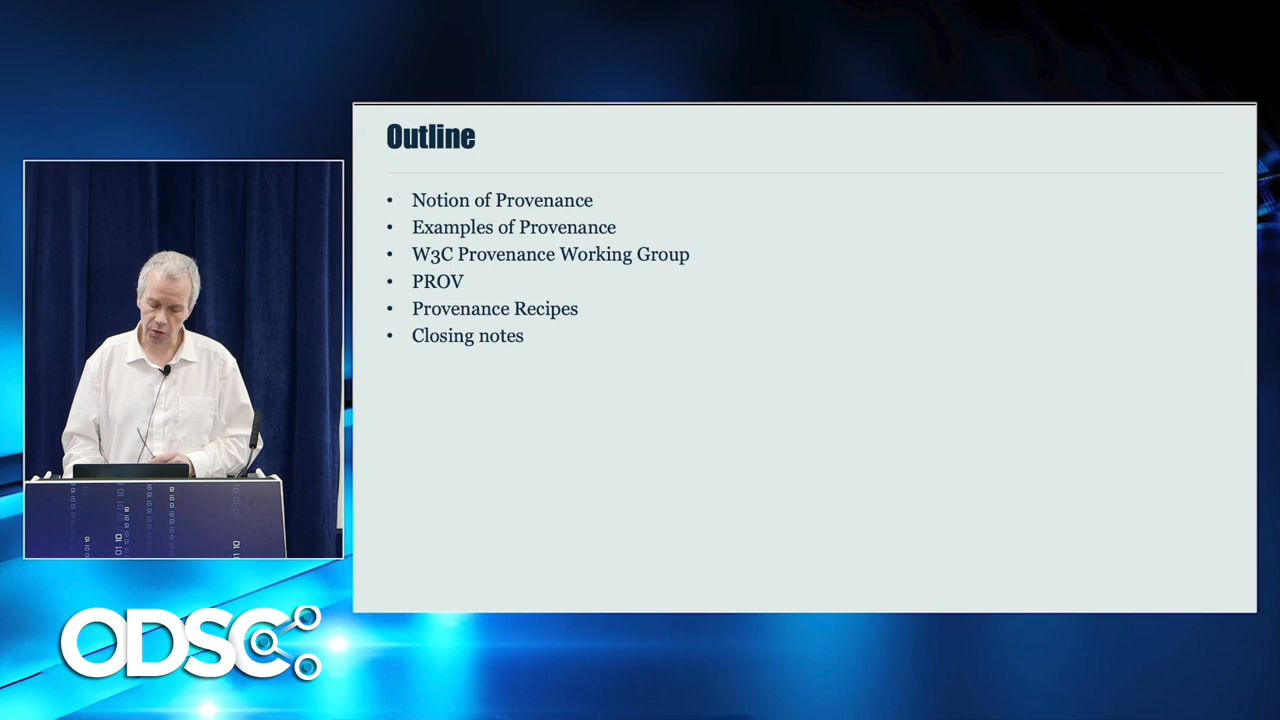 Outline
• Notion of Provenance
• Examples of Provenance
• W3C Provenance Working Group
• PROV
• Provenance Recipes
• Closing notes
ODSC